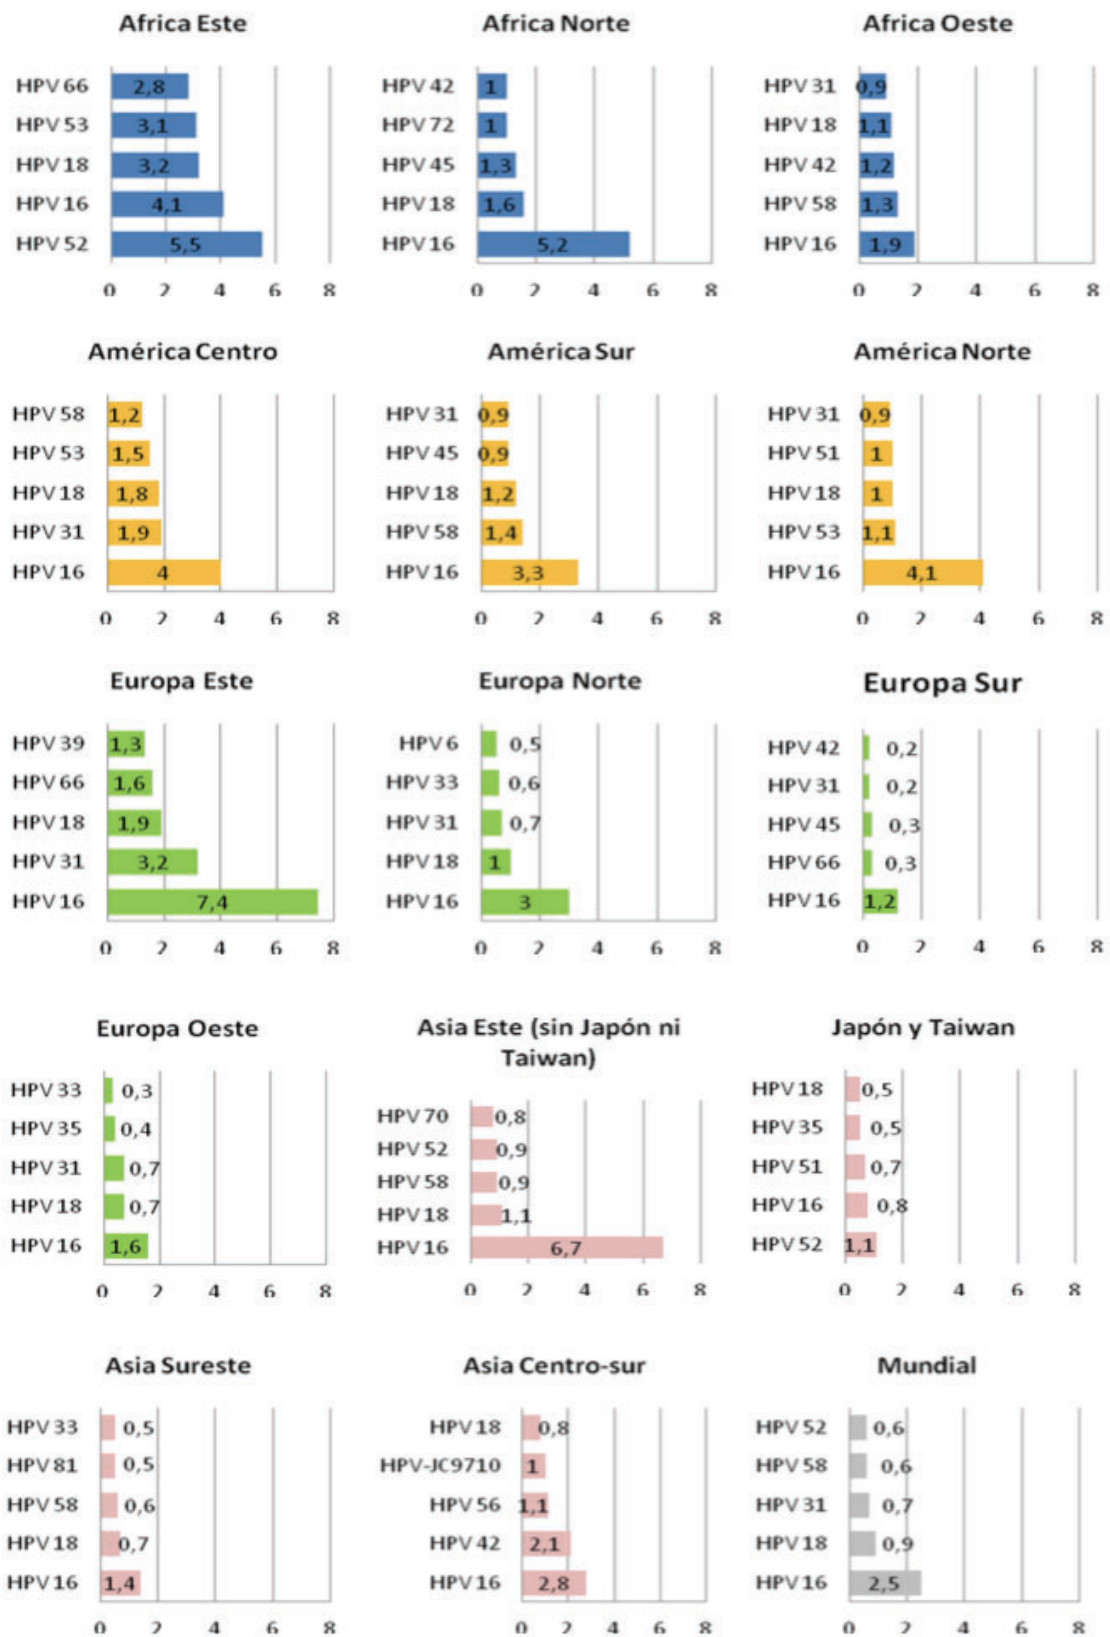 Africa Este
HPV 66 2,8
HPV 53 3,1
HPV 18 3,2
HPV 16 4,1
HPV 52 5,5
0 2 4 6 8
Africa Norte
HPV 42 1
HPV 72 1
HPV 45 1,3
HPV 18 1,6
HPV 16 5,2
0 2 4 6 8
Africa Oeste
HPV 31 0,9
HPV 18 1,1
HPV 42 1,2
HPV 58 1,3
HPV 16 1,9
0 2 4 6 8
América Centro
HPV 58 1,2
HPV 53 1,5
HPV 18 1,8
HPV 31 1,9
HPV 16 4
0 2 4 6 8
América Sur
HPV 31 0,9
HPV 45 0,9
HPV 18 1,2
HPV 58 1,4
HPV 16 3,3
0 2 4 6 8
América Norte
HPV 31 0,9
HPV 51 1
HPV 18 1
HPV 53 1,1
HPV 16 4,1
0 2 4 6 8
Europa Este
HPV 39 1,3
HPV 66 1,6
HPV 18 1,9
HPV 31 3,2
HPV 16 7,4
0 2 4 6 8
Europa Norte
HPV 6 0,5
HPV 33 0,6
HPV 31 0,7
HPV 18 1
HPV 16 3
0 2 4 6 8
Europa Sur
HPV 42 0,2
HPV 31 0,2
HPV 45 0,3
HPV 66 0,3
HPV 16 1,2
0 2 4 6 8
Europa Oeste
HPV 33 0,3
HPV 35 0,4
HPV 31 0,7
HPV 18 0,7
HPV 16 1,6
0 2 4 6 8
Asia Este (sin Japón ni
Taiwan)
HPV 70 0,8
HPV 52 0,9
HPV 58 0,9
HPV 18 1,1
HPV 16 6,7
0 2 4 6 8
Japón y Taiwan
HPV 18 0,5
HPV 35 0,5
HPV 51 0,7
HPV 16 0,8
HPV 52 1,1
0 2 4 6 8
Asia Sureste
HPV 33 0,5
HPV 81 0,5
HPV 58 0,6
HPV 18 0,7
HPV 16 1,4
0 2 4 6 8
Asia Centro-sur
HPV 18 0,8
HPV-JC9710 1
HPV 56 1,1
HPV 42 2,1
HPV 16 2,8
0 2 4 6 8
Mundial
HPV 52 0,6
HPV 58 0,6
HPV 31 0,7
HPV 18 0,9
HPV 16 2,5
0 2 4 6 8